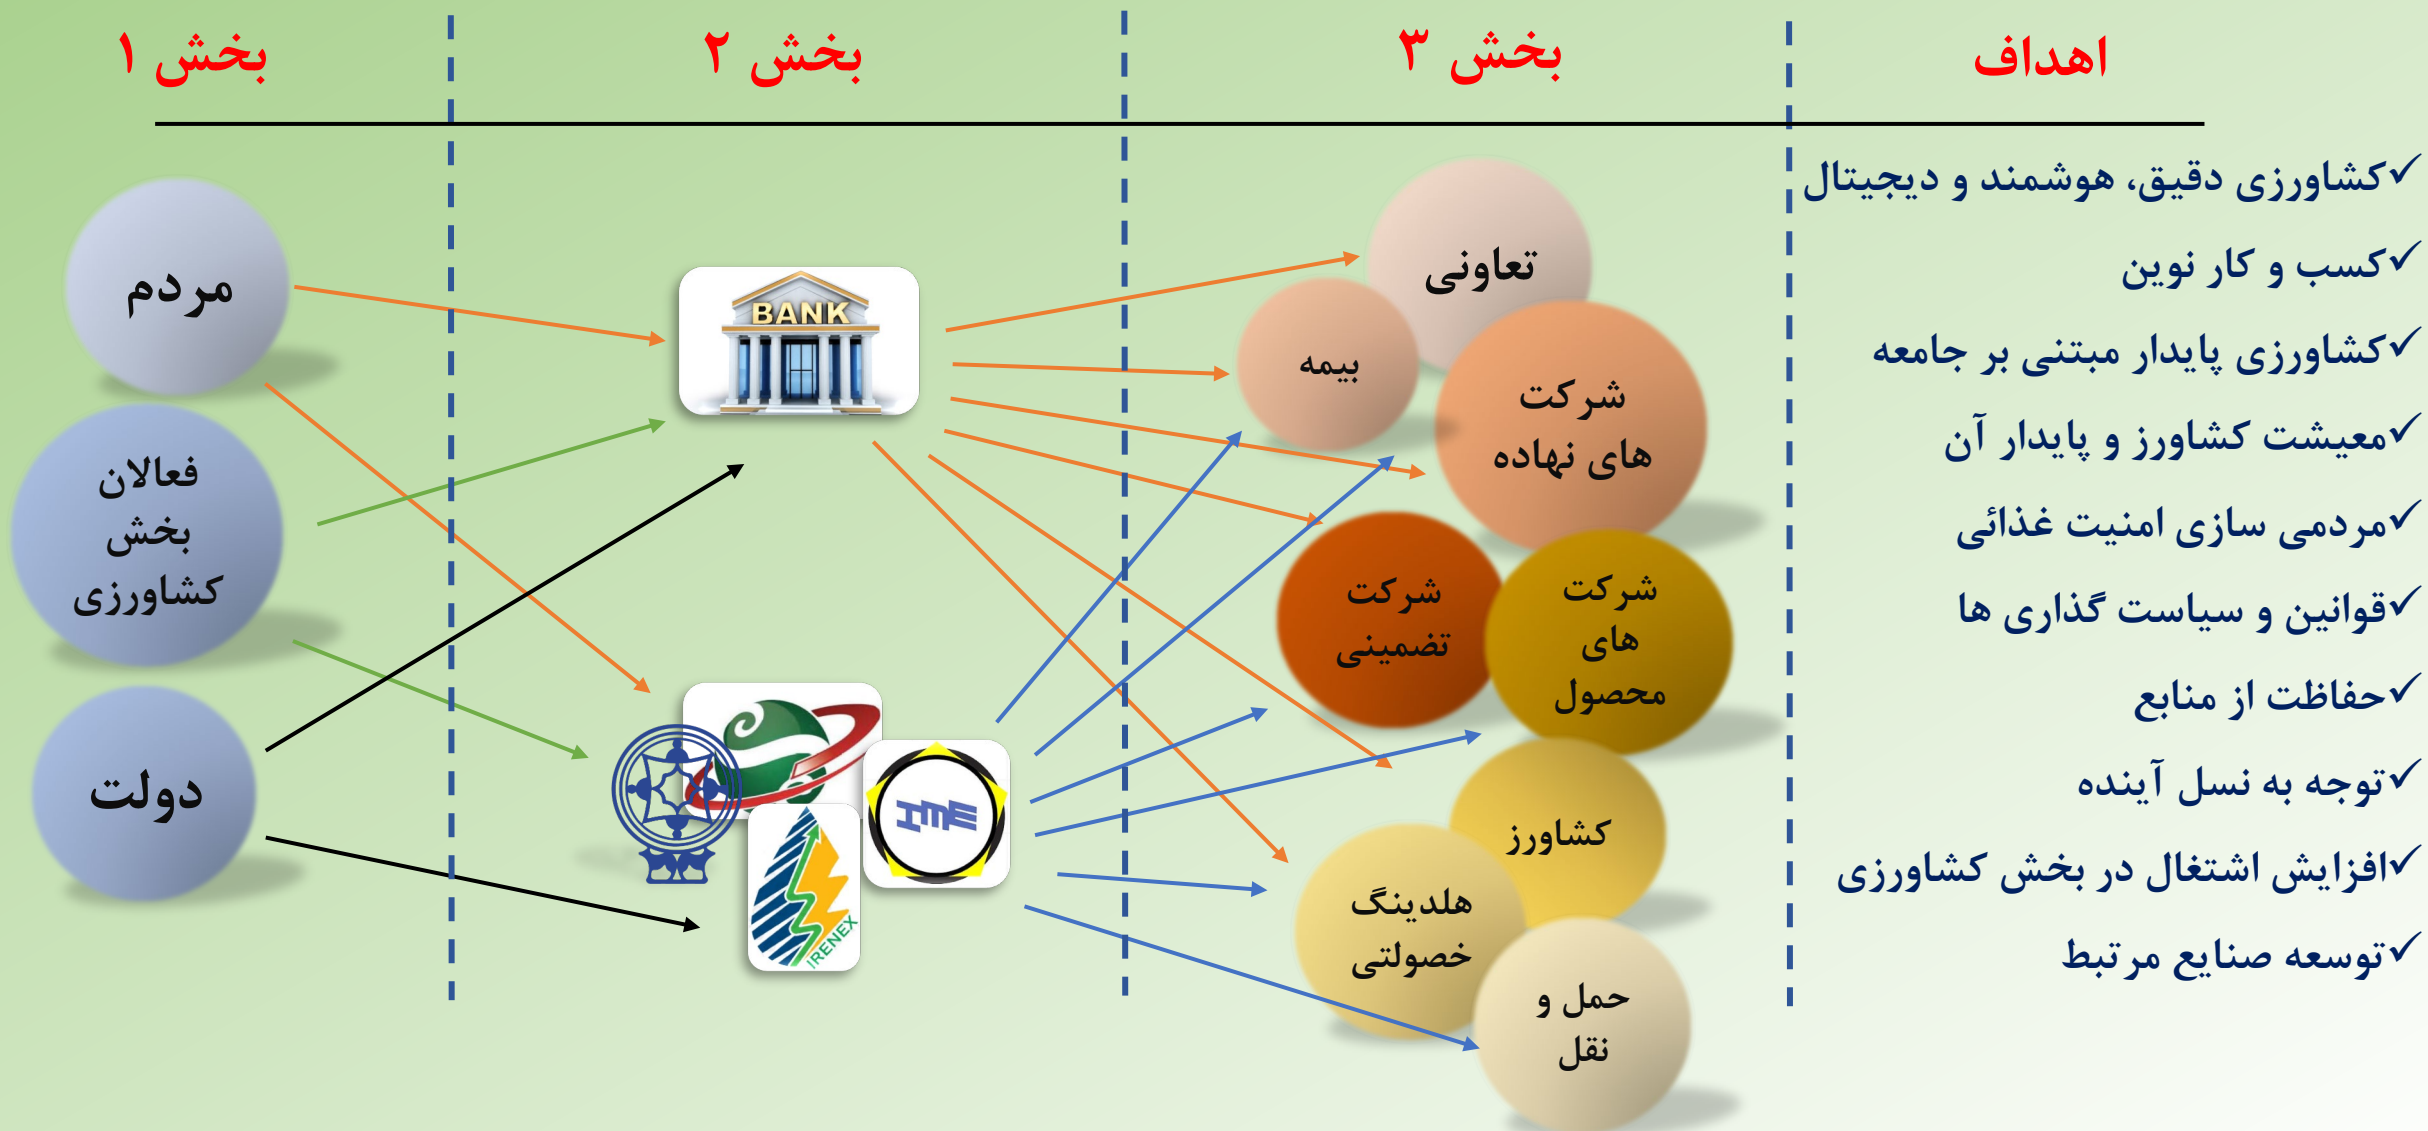 بخش ۱
بخش ۲
بخش ۳
اهداف
مردم
فعالان
بخش
کشاورزی
دولت
BANK
IME
IRENEX
تعاونی
بیمه
شرکت
های نهاده
شرکت
تضمینی
شرکت
های
محصول
کشاورز
هلدینگ
خصولتی
حمل و
نقل
✓کشاورزی دقیق، هوشمند و دیجیتال
✓کسب و کار نوین
✓کشاورزی پایدار مبتنی بر جامعه
✓معیشت کشاورز و پایدار آن
✓مردمی سازی امنیت غذائی
✓قوانین و سیاست گذاری ها
✓حفاظت از منابع
✓توجه به نسل آینده
✓افزایش اشتغال در بخش کشاورزی
✓توسعه صنایع مرتبط